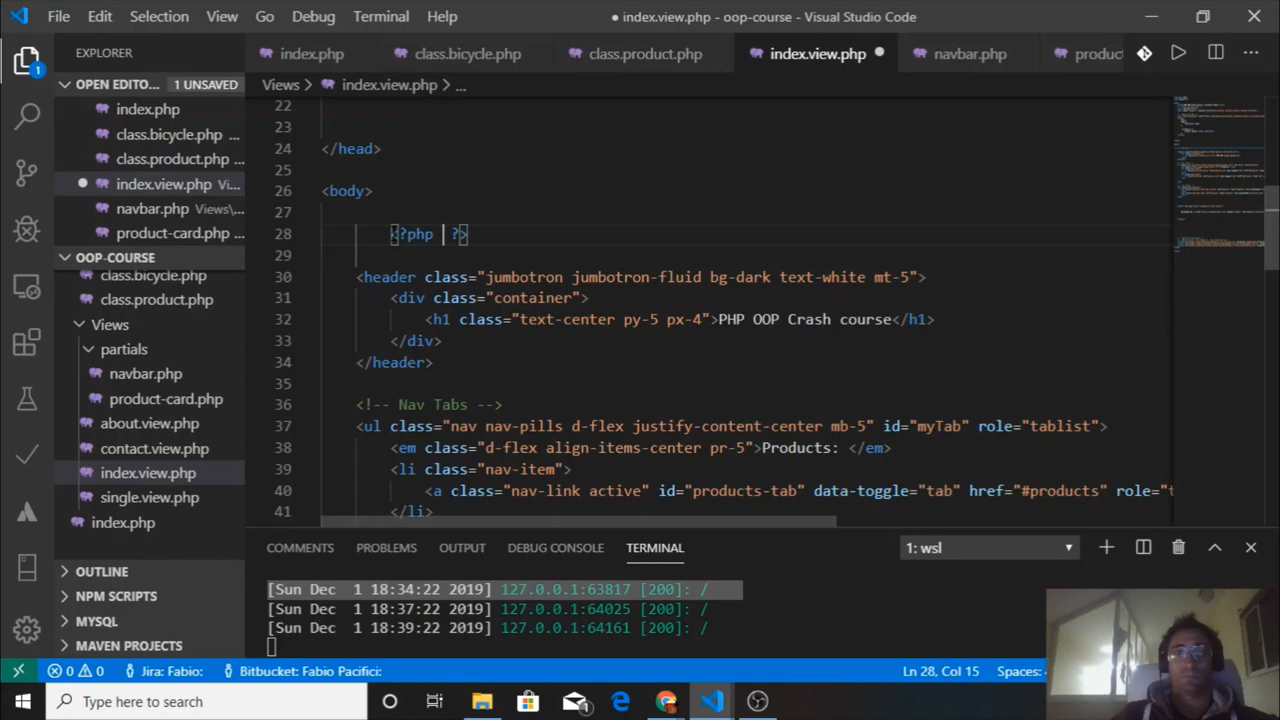 File Edit Selection View Go Debug Terminal Help
● index.view.php - oop-course - Visual Studio Code
EXPLORER
index.php class.bicycle.php class.product.php index.view.php navbar.php product
OPEN EDITO... 1 UNSAVED
index.php
class.bicycle.php ...
class.product.php ...
index.view.php Vi...
navbar.php Views\...
product-card.php ...
OOP-COURSE
class.bicycle.php
class.product.php
Views
partials
navbar.php
product-card.php
about.view.php
contact.view.php
index.view.php
single.view.php
index.php
OUTLINE
NPM SCRIPTS
MYSQL
MAVEN PROJECTS
Views > index.view.php > ...
22
23
24 </head>
25
26 <body>
27
28 <?php ?>
29
30 <header class="jumbotron jumbotron-fluid bg-dark text-white mt-5">
31 <div class="container">
32 <h1 class="text-center py-5 px-4">PHP OOP Crash course</h1>
33 </div>
34 </header>
35
36 <!-- Nav Tabs -->
37 <ul class="nav nav-pills d-flex justify-content-center mb-5" id="myTab" role="tablist">
38 <em class="d-flex align-items-center pr-5">Products: </em>
39 <li class="nav-item">
40 <a class="nav-link active" id="products-tab" data-toggle="tab" href="#products" role="t
41 </li>
COMMENTS PROBLEMS OUTPUT DEBUG CONSOLE TERMINAL 1: wsl
[Sun Dec 1 18:34:22 2019] 127.0.0.1:63817 [200]: /
[Sun Dec 1 18:37:22 2019] 127.0.0.1:64025 [200]: /
[Sun Dec 1 18:39:22 2019] 127.0.0.1:64161 [200]: /
0 0 Jira: Fabio: Bitbucket: Fabio Pacifici: Ln 28, Col 15 Spaces:
Type here to search
1
1